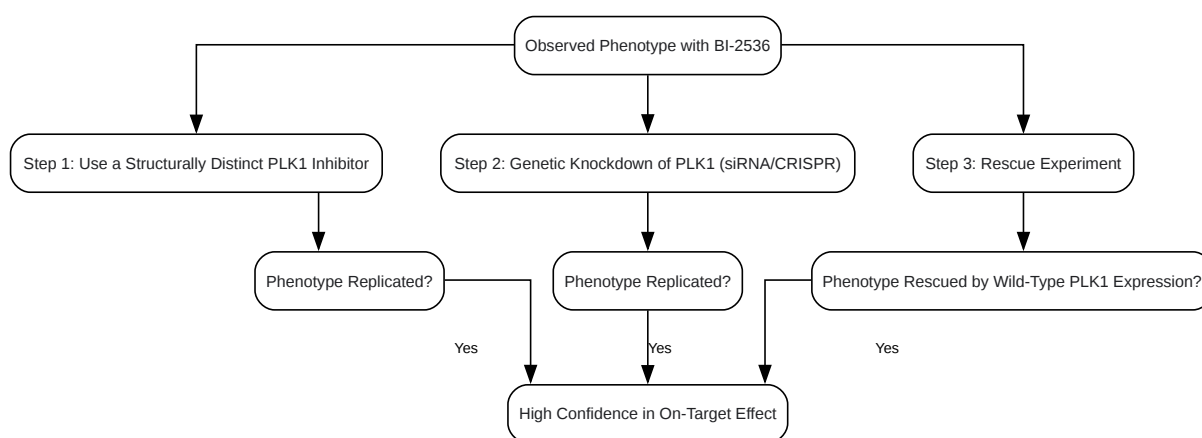 Observed Phenotype with BI-2536
Step 1: Use a Structurally Distinct PLK1 Inhibitor
Step 2: Genetic Knockdown of PLK1 (siRNA/CRISPR)
Step 3: Rescue Experiment
Phenotype Replicated?
Phenotype Replicated?
Phenotype Rescued by Wild-Type PLK1 Expression?
Yes
Yes
Yes
High Confidence in On-Target Effect